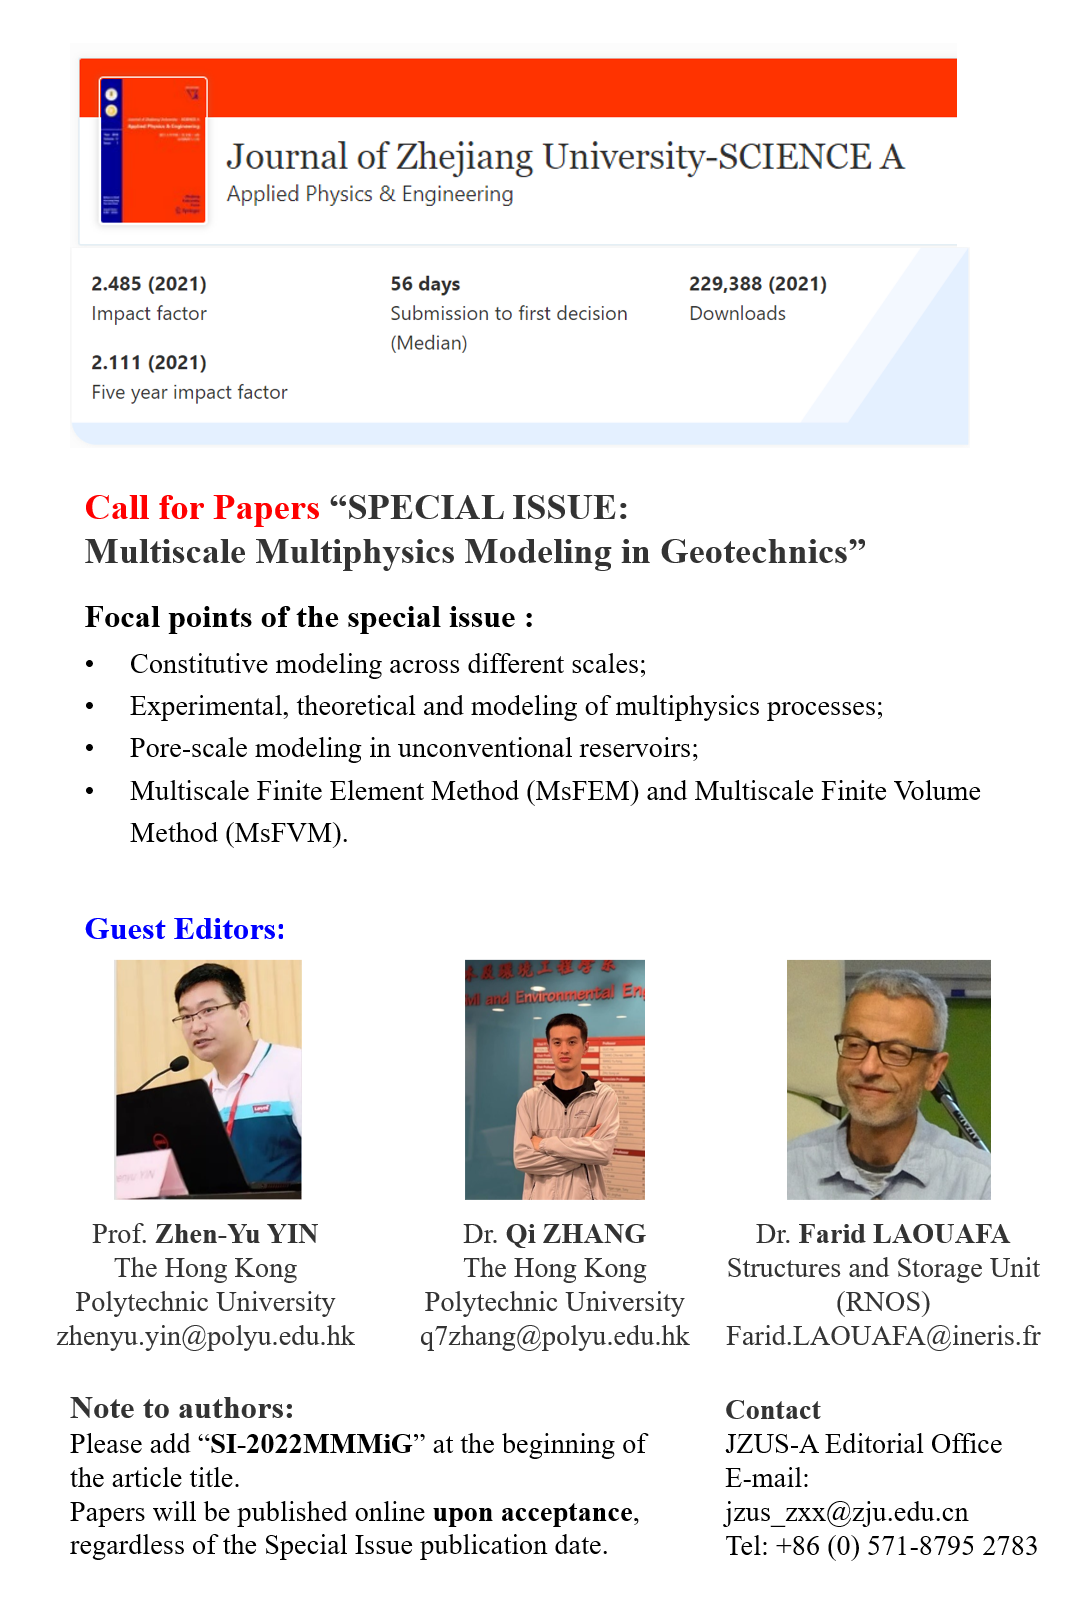 Applied Physics & Engineering
Springer
Journal of Zhejiang University-SCIENCE A
Applied Physics & Engineering
2.485 (2021)
Impact factor
56 days
Submission to first decision
(Median)
229,388 (2021)
Downloads
2.111 (2021)
Five year impact factor
Call for Papers “SPECIAL ISSUE:
Multiscale Multiphysics Modeling in Geotechnics”
Focal points of the special issue :
• Constitutive modeling across different scales;
• Experimental, theoretical and modeling of multiphysics processes;
• Pore-scale modeling in unconventional reservoirs;
• Multiscale Finite Element Method (MsFEM) and Multiscale Finite Volume
Method (MsFVM).
Guest Editors:
and Environmental En
Prof. Zhen-Yu YIN
The Hong Kong
Polytechnic University
zhenyu.yin@polyu.edu.hk
Dr. Qi ZHANG
The Hong Kong
Polytechnic University
q7zhang@polyu.edu.hk
Dr. Farid LAOUAFA
Structures and Storage Unit
(RNOS)
Farid.LAOUAFA@ineris.fr
Note to authors:
Please add “SI-2022MMMiG” at the beginning of
the article title.
Papers will be published online upon acceptance,
regardless of the Special Issue publication date.
Contact
JZUS-A Editorial Office
E-mail:
jzus_zxx@zju.edu.cn
Tel: +86 (0) 571-8795 2783